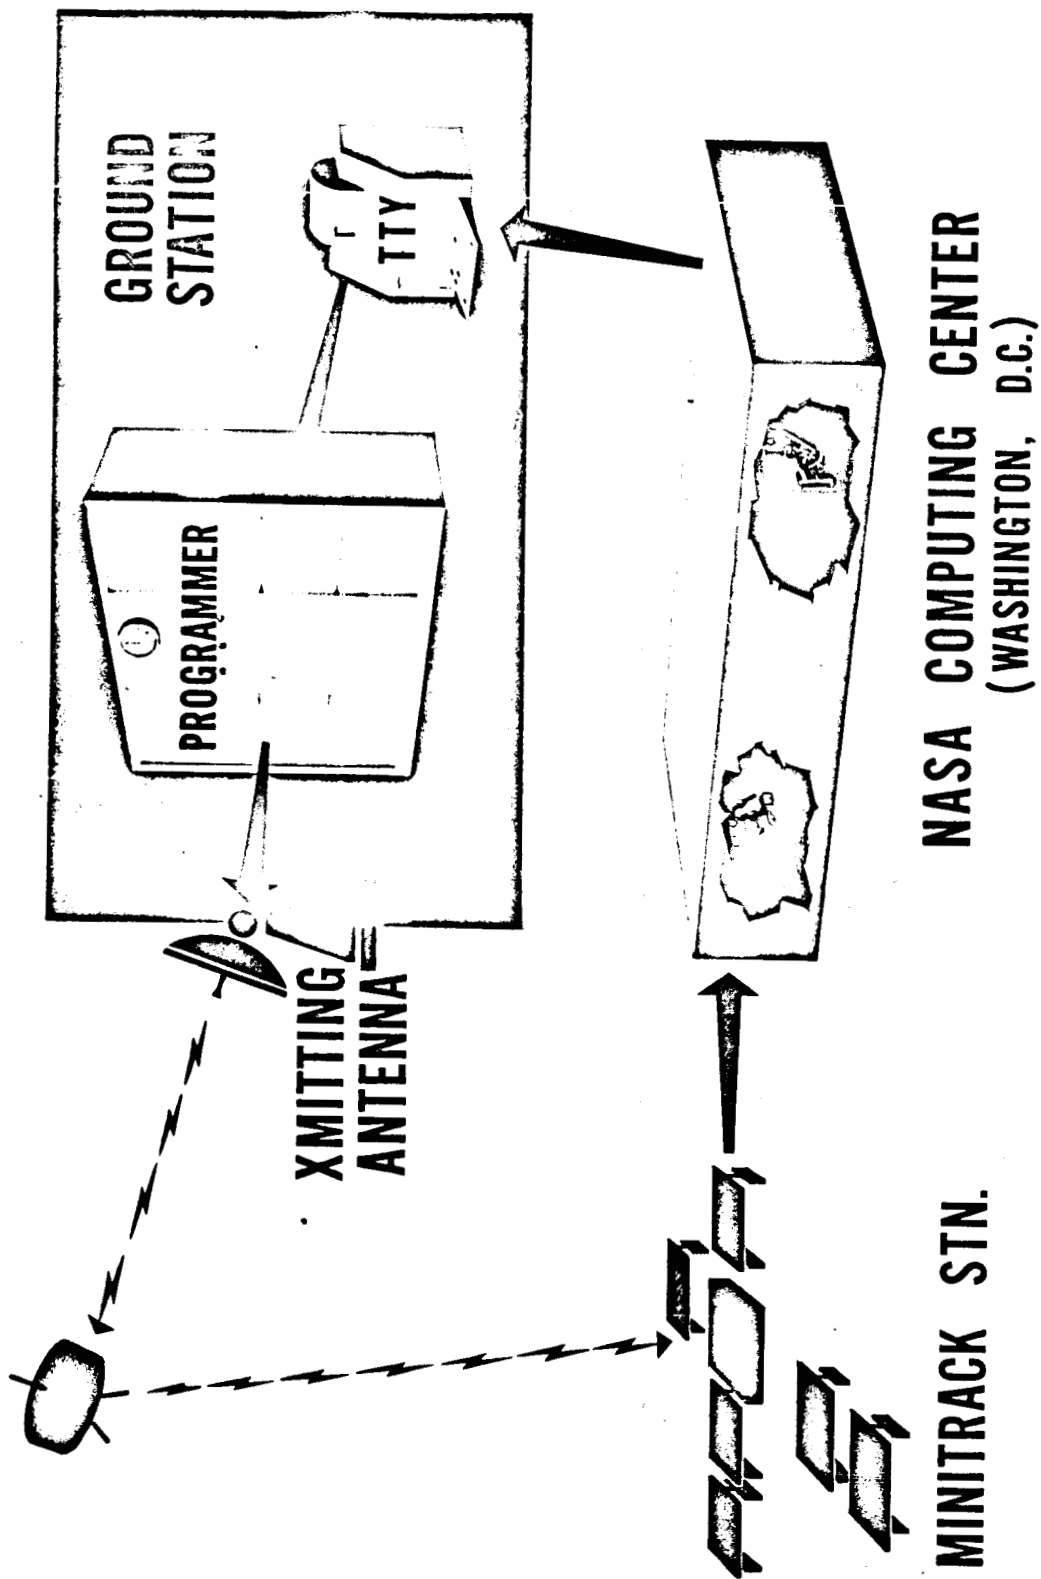 GROUND
STATION
TTY
PROGRAMMER
XMITTING
ANTENNA
MINITRACK STN.
NASA COMPUTING CENTER
(WASHINGTON, D.C.)